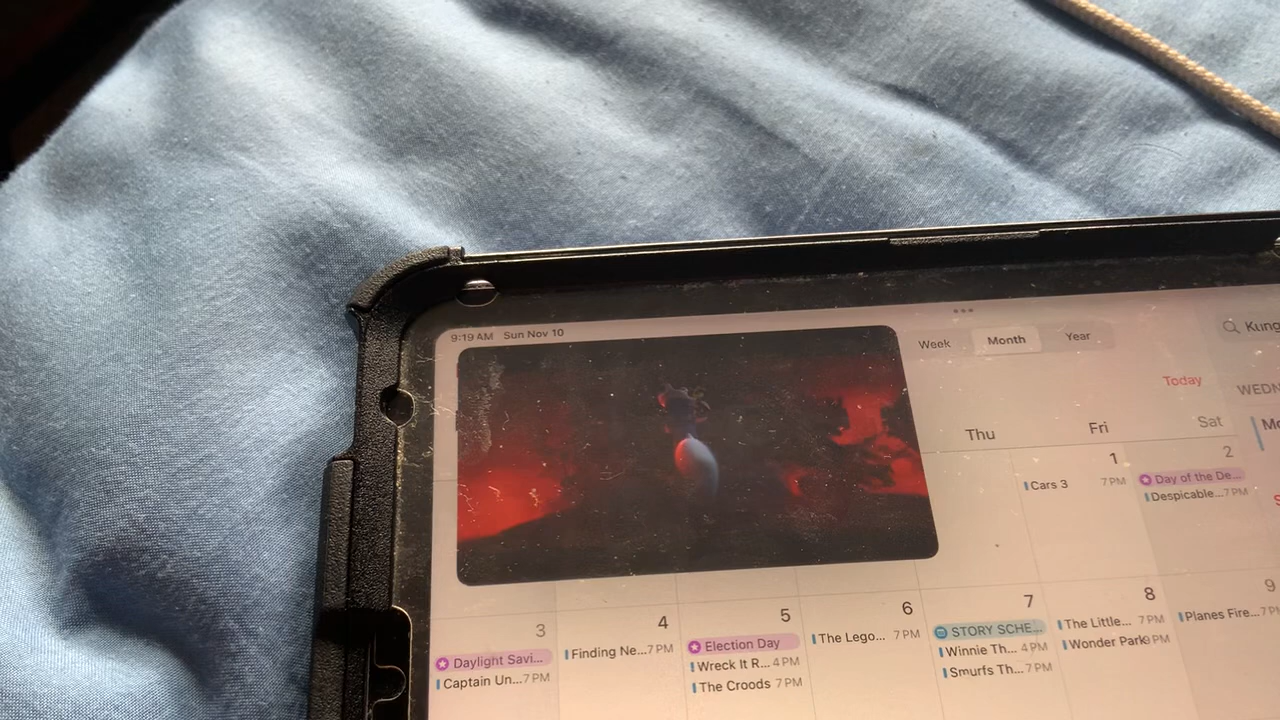 9:19 AM Sun Nov 10
Week Month Year
Kung
Today
WEDN
Thu Fri Sat
Mo
1 2
Cars 3 7 PM
Day of the De...
Despicable... 7 PM
3 4 5 6 7 8 9
Daylight Savi...
Captain Un... 7 PM
Finding Ne... 7 PM
Election Day
Wreck It R... 4 PM
The Croods 7 PM
The Lego... 7 PM
STORY SCHE...
Winnie Th... 4 PM
Smurfs Th... 7 PM
The Little... 7 PM
Wonder Park
Planes Fire... 7 PM